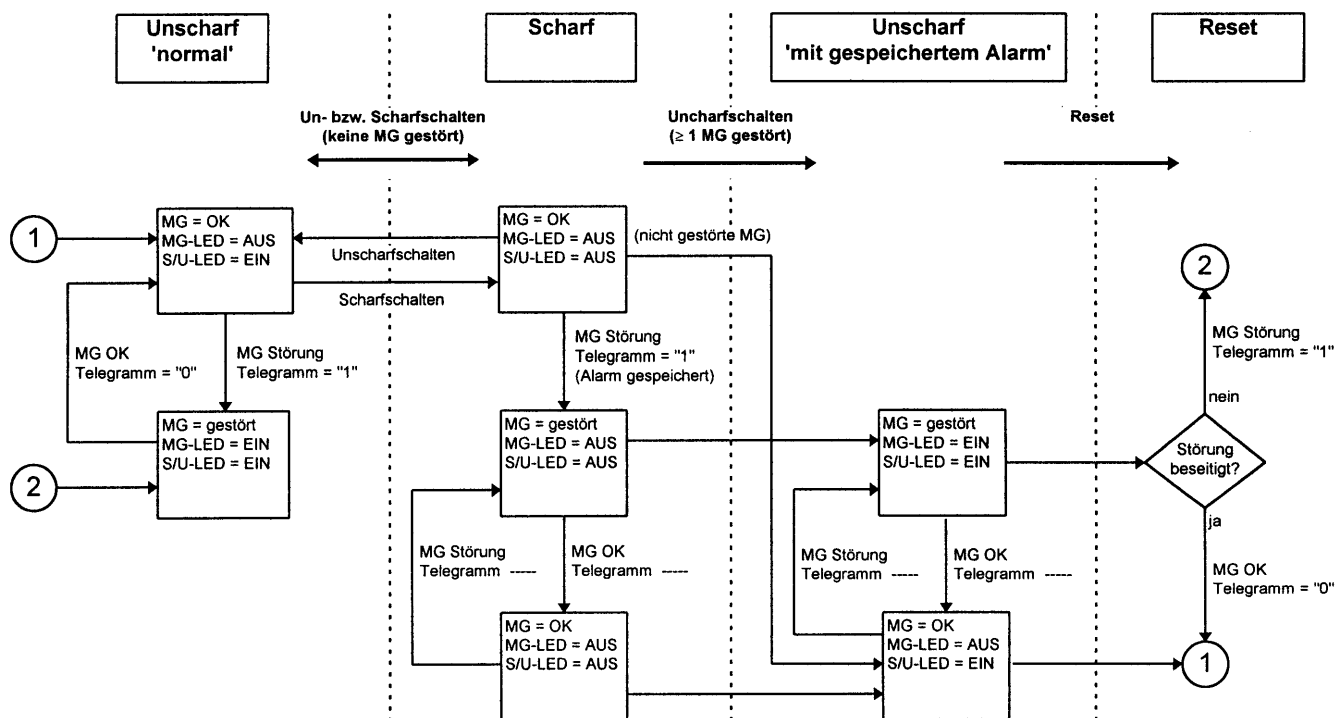 Unscharf
'normal'
Scharf
Unscharf
'mit gespeichertem Alarm'
Reset
Un- bzw. Scharfschalten
(keine MG gestört)
Uncharfschalten
(≥ 1 MG gestört)
Reset
1
MG = OK
MG-LED = AUS
S/U-LED = EIN
Unscharfschalten
Scharfschalten
MG = OK
MG-LED = AUS
S/U-LED = AUS
(nicht gestörte MG)
2
MG OK
Telegramm = "0"
MG Störung
Telegramm = "1"
MG Störung
Telegramm = "1"
(Alarm gespeichert)
MG Störung
Telegramm = "1"
nein
2
MG = gestört
MG-LED = EIN
S/U-LED = EIN
MG = gestört
MG-LED = AUS
S/U-LED = AUS
MG = gestört
MG-LED = EIN
S/U-LED = EIN
Störung
beseitigt?
ja
MG Störung
Telegramm -----
MG OK
Telegramm -----
MG Störung
Telegramm -----
MG OK
Telegramm -----
MG OK
Telegramm = "0"
MG = OK
MG-LED = AUS
S/U-LED = AUS
MG = OK
MG-LED = AUS
S/U-LED = EIN
1